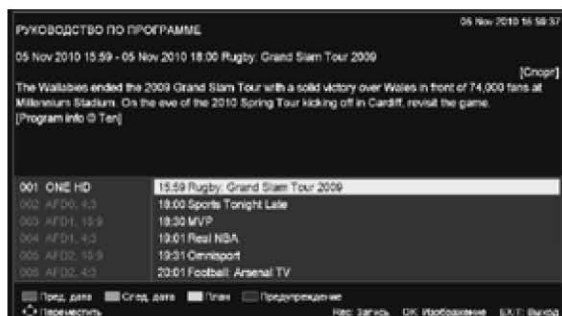 РУКОВОДСТВО ПО ПРОГРАММЕ
05 Nov 2010 16:59:37
05 Nov 2010 15:59 - 05 Nov 2010 18:00 Rugby: Grand Slam Tour 2009
[Спорт]
The Wallabies ended the 2009 Grand Slam Tour with a solid victory over Wales in front of 74,000 fans at
Millennium Stadium. On the eve of the 2010 Spring Tour kicking off in Cardiff, revisit the game.
[Program info @ Ten]
001 ONE HD 15:59 Rugby: Grand Slam Tour 2009
002 AFD0, 4:3 18:00 Sports Tonight Late
003 AFD1, 16:9 18:30 MVP
004 AFD1, 4:3 19:01 Real NBA
005 AFD2, 16:9 19:31 Omnisport
006 AFD2, 4:3 20:01 Football: Arsenal TV
Пред. дата След. дата План Предупреждение
Переместить Rec: Запись OK: Изображение EXIT: Выход